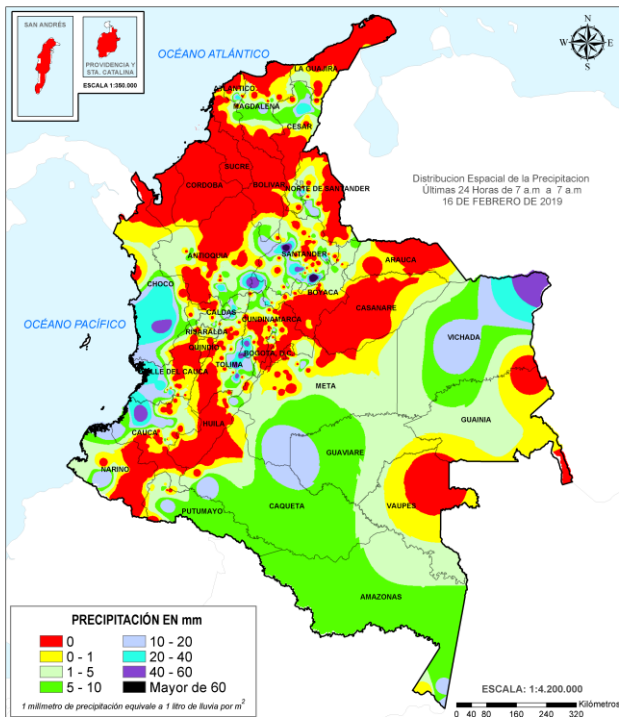 SAN ANDRÉS
PROVIDENCIA Y
STA. CATALINA
ESCALA 1:350.000
OCÉANO ATLÁNTICO
N
W E
S
LA GUAJIRA
ATLANTICO
MAGDALENA
CESAR
SUCRE
CORDOBA
BOLIVAR
NORTE DE SANTANDER
Distribucion Espacial de la Precipitacion
Últimas 24 Horas de 7 a.m a 7 a.m
16 DE FEBRERO DE 2019
ANTIOQUIA
SANTANDER
ARAUCA
CHOCO
BOYACA
CASANARE
CALDAS
OCÉANO PACÍFICO
CUNDINAMARCA
RISARALDA
VICHADA
QUINDIO
BOGOTA, D.C.
TOLIMA
VALLE DEL CAUCA
META
GUAINIA
CAUCA
HUILA
GUAVIARE
NARIÑO
PUTUMAYO
CAQUETA
VAUPES
AMAZONAS
PRECIPITACIÓN EN mm
0 10 - 20
0 - 1 20 - 40
1 - 5 40 - 60
5 - 10 Mayor de 60
1 milímetro de precipitación equivale a 1 litro de lluvia por m²
ESCALA: 1:4.200.000
Kilómetros
0 40 80 160 240 320